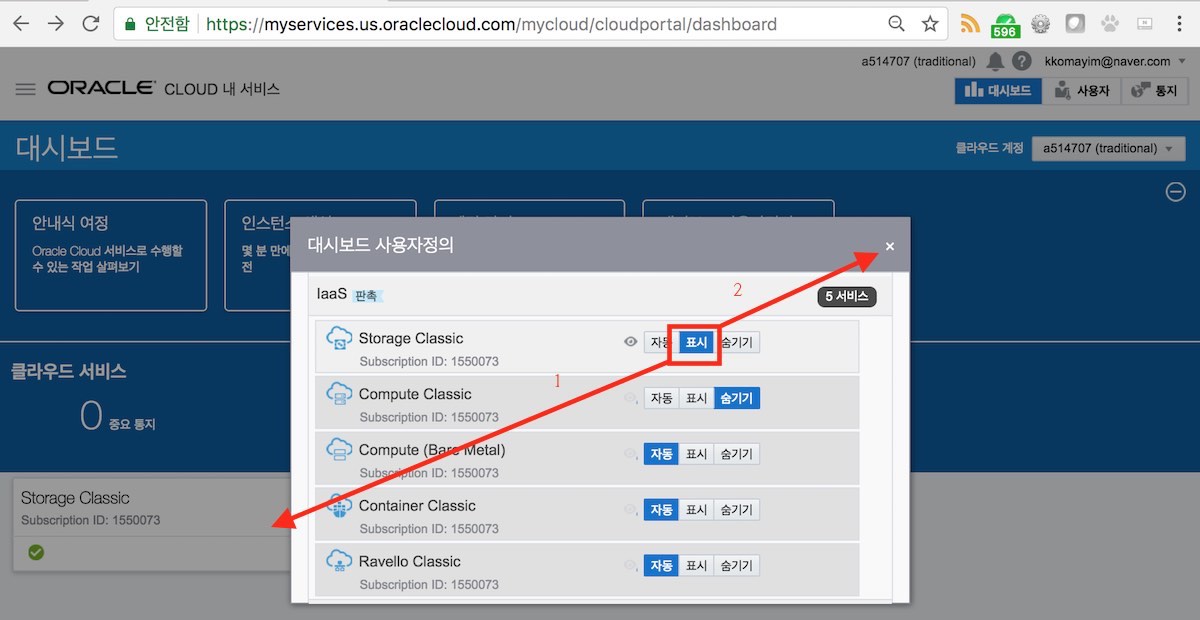 안전함 https://myservices.us.oraclecloud.com/mycloud/cloudportal/dashboard
596
a514707 (traditional) ? kkomayim@naver.com
ORACLE CLOUD 내 서비스
대시보드 사용자 통지
대시보드
클라우드 계정 a514707 (traditional)
안내식 여정
Oracle Cloud 서비스로 수행할
수 있는 작업 살펴보기
몇 분 만에
전
대시보드 사용자정의 ×
IaaS 판촉 5 서비스
Storage Classic 자동 표시 숨기기
Subscription ID: 1550073
Compute Classic 자동 표시 숨기기
Subscription ID: 1550073
Compute (Bare Metal) 자동 표시 숨기기
Subscription ID: 1550073
Container Classic 자동 표시 숨기기
Subscription ID: 1550073
Ravello Classic 자동 표시 숨기기
Subscription ID: 1550073
1
2
클라우드 서비스
0 중요 통지
Storage Classic
Subscription ID: 1550073